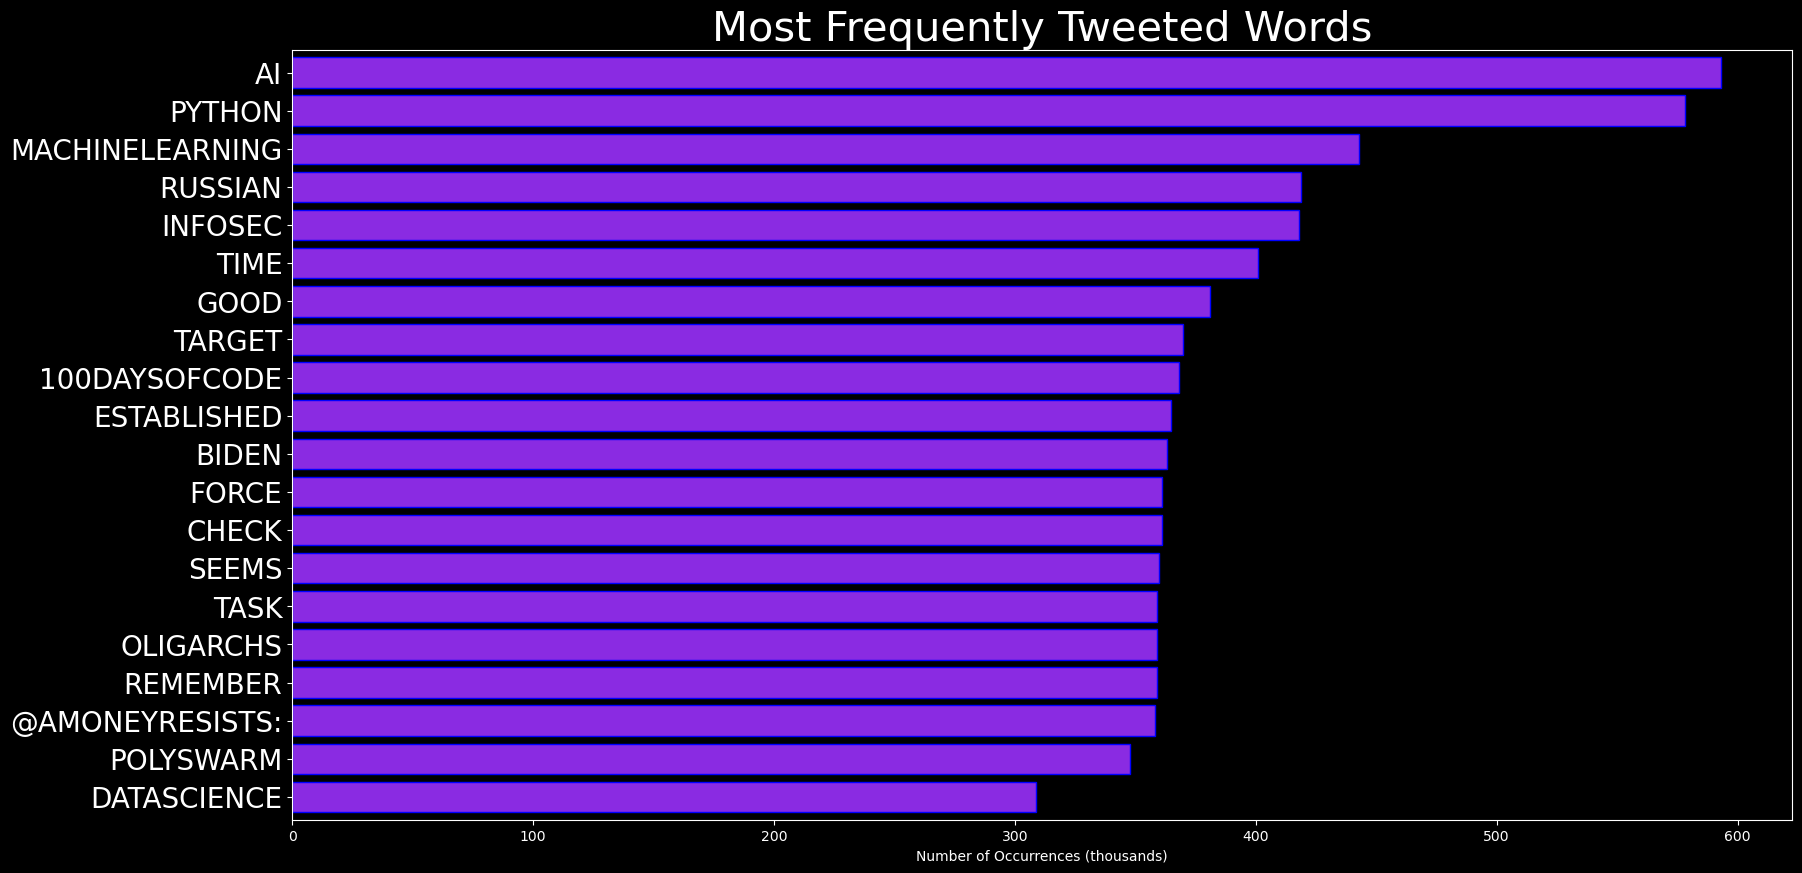 Most Frequently Tweeted Words
AI
PYTHON
MACHINELEARNING
RUSSIAN
INFOSEC
TIME
GOOD
TARGET
100DAYSOFCODE
ESTABLISHED
BIDEN
FORCE
CHECK
SEEMS
TASK
OLIGARCHS
REMEMBER
@AMONEYRESISTS:
POLYSWARM
DATASCIENCE
0 100 200 300 400 500 600
Number of Occurrences (thousands)